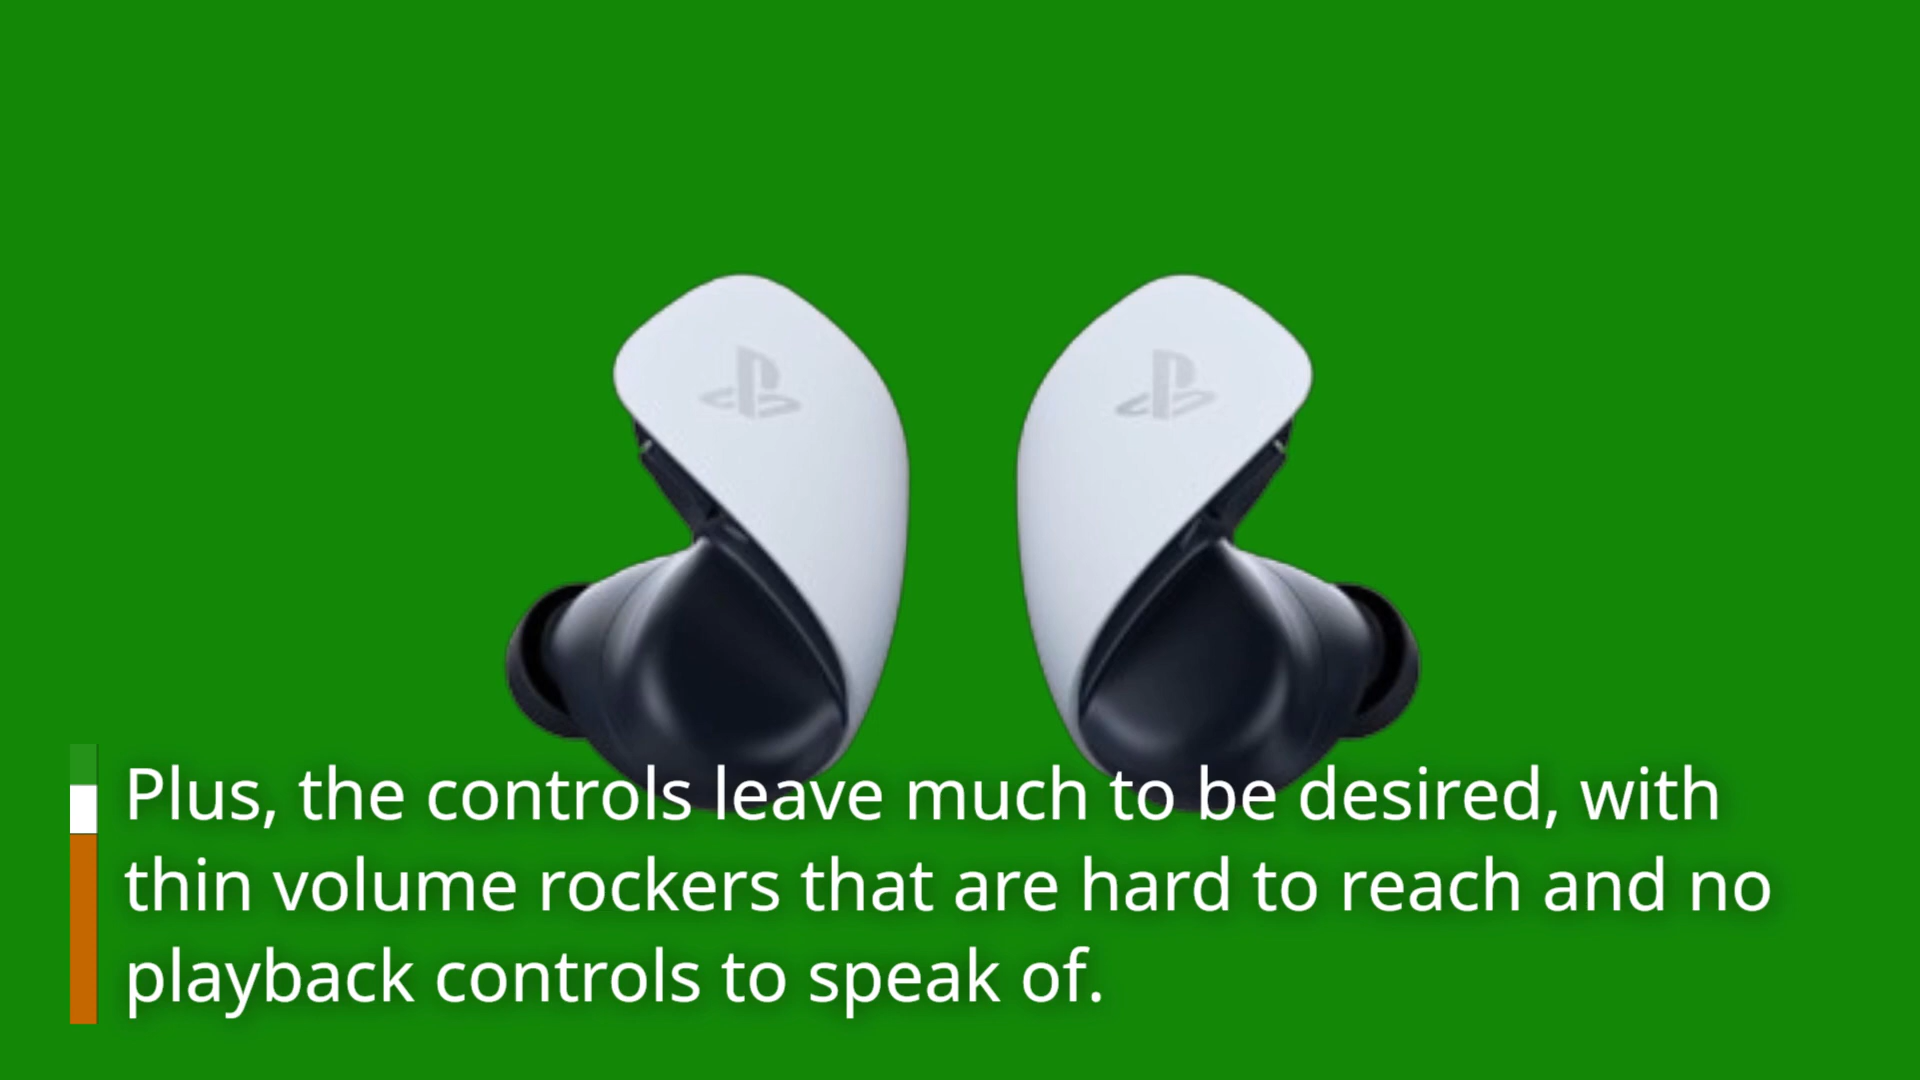 Plus, the controls leave much to be desired, with
thin volume rockers that are hard to reach and no
playback controls to speak of.